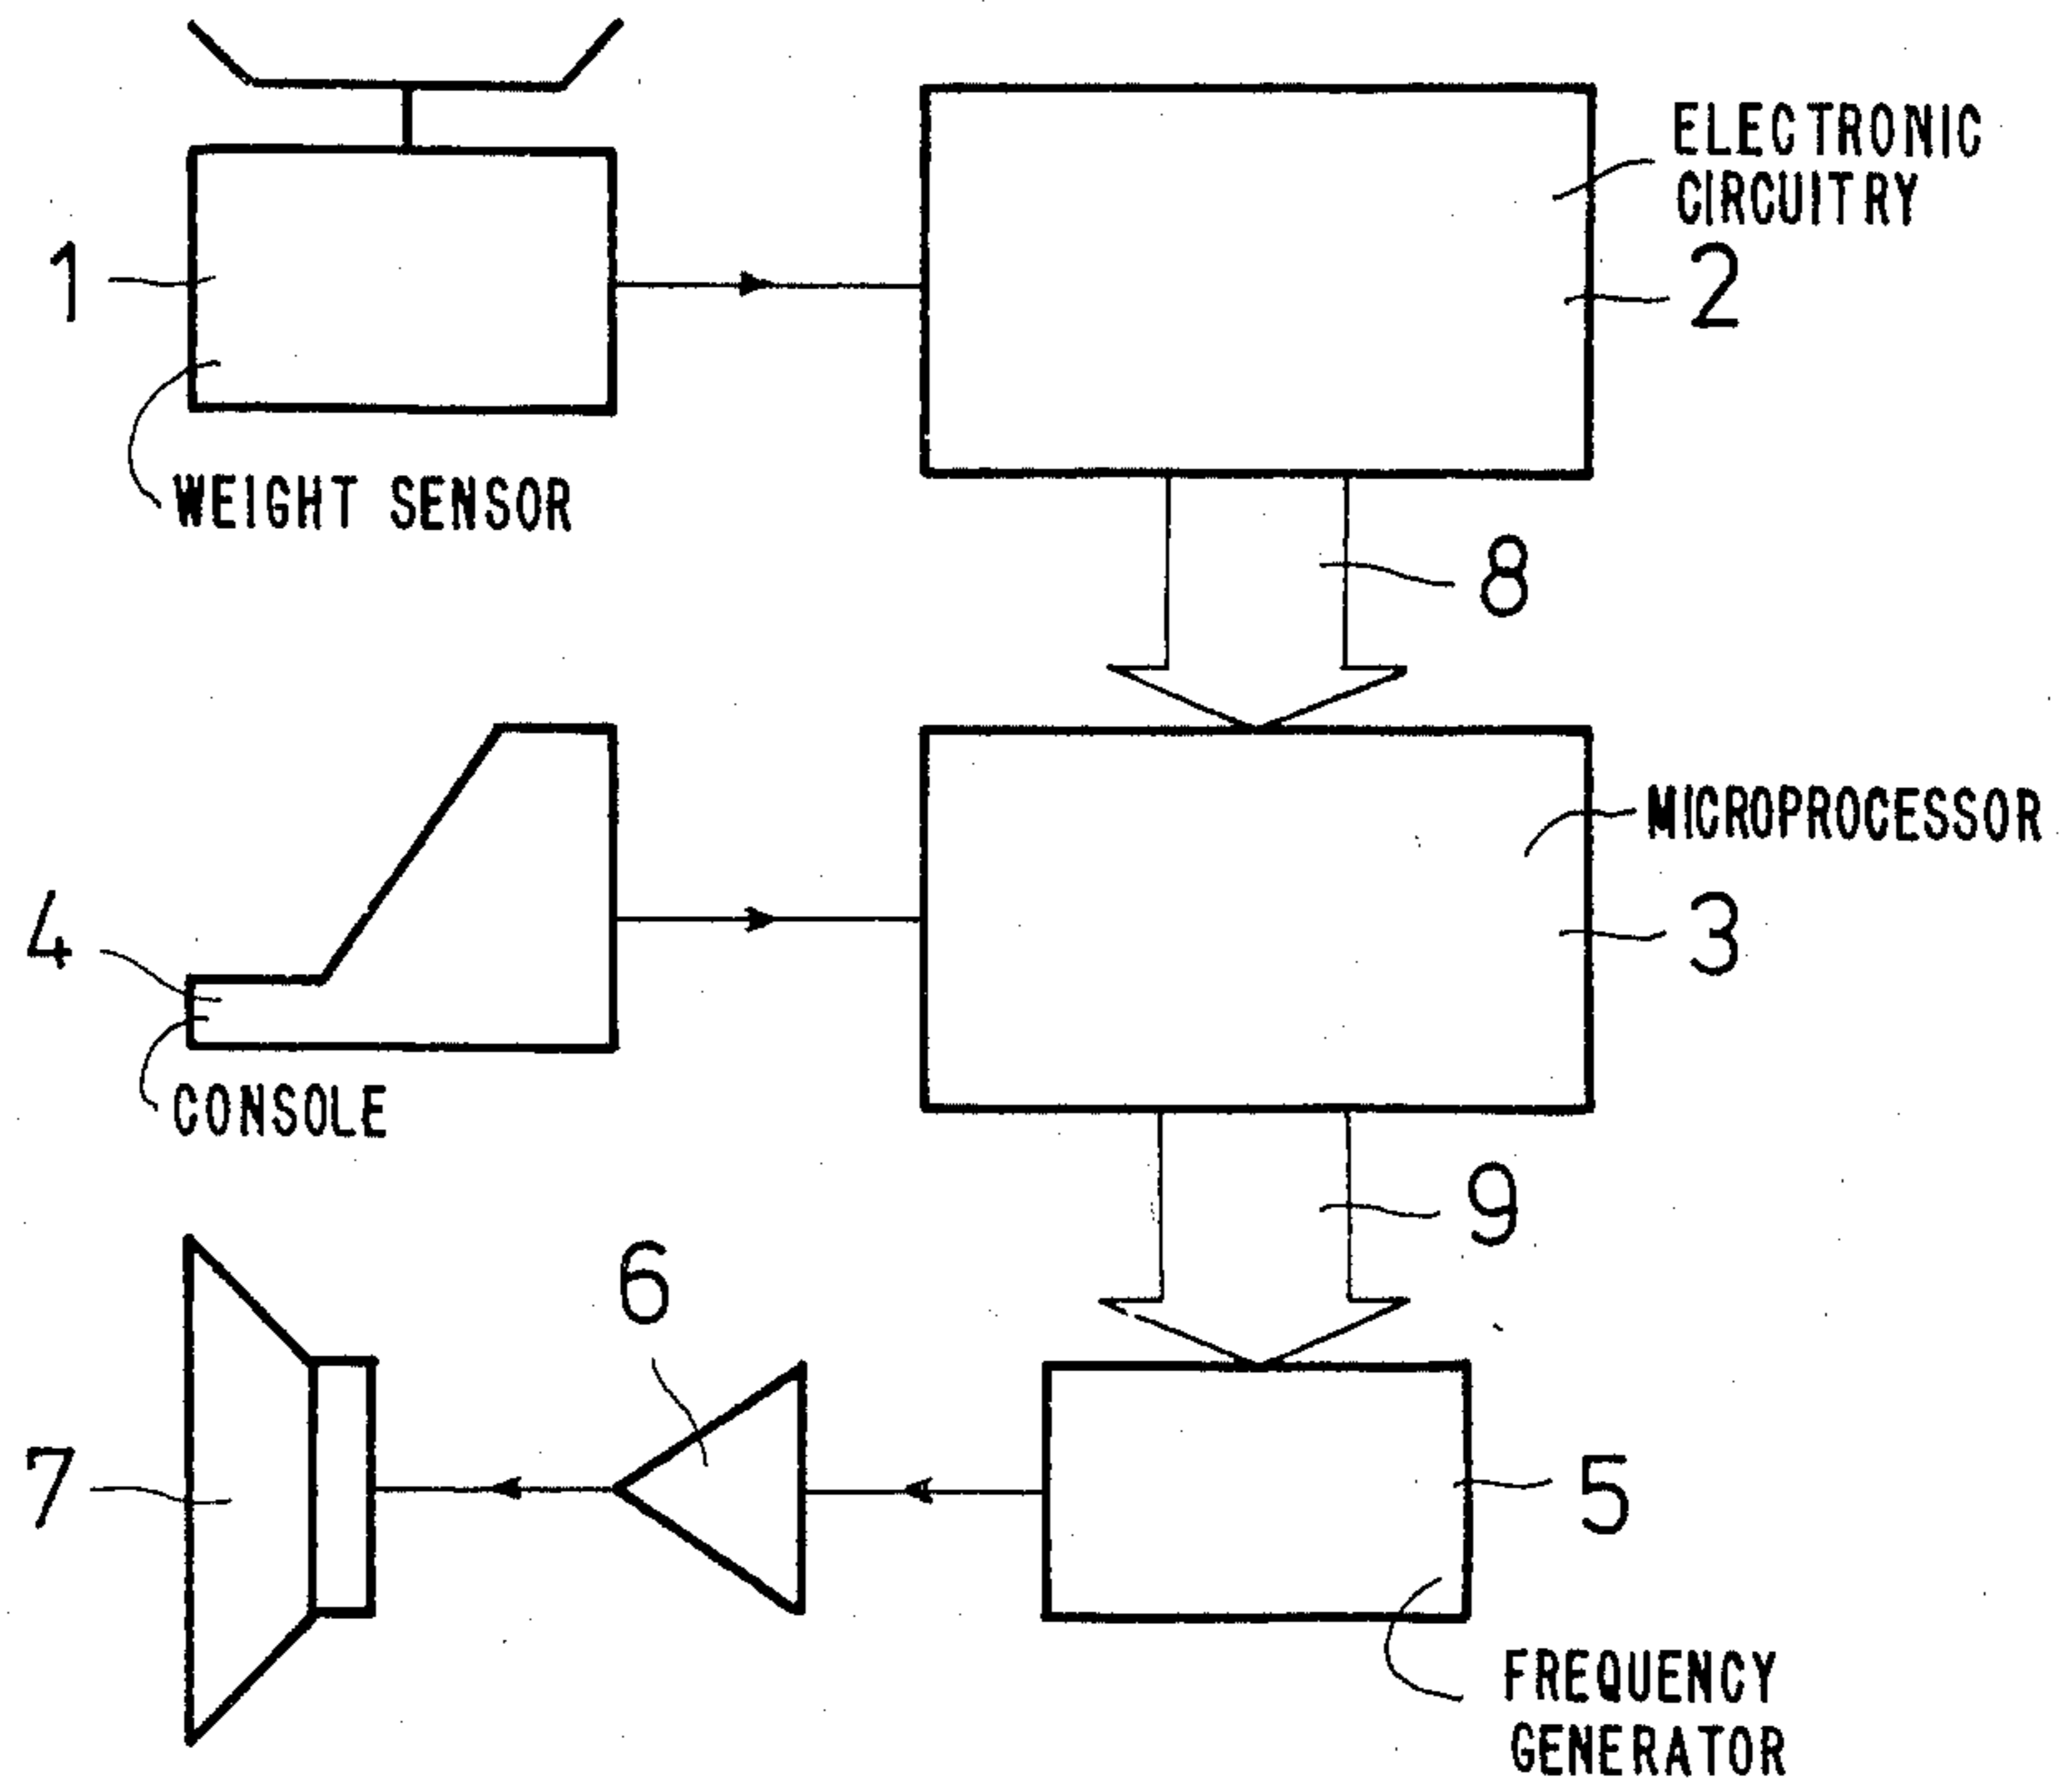 ELECTRONIC
CIRCUITRY
1
2
WEIGHT SENSOR
8
MICROPROCESSOR
4
3
CONSOLE
9
6
7
5
FREQUENCY
GENERATOR